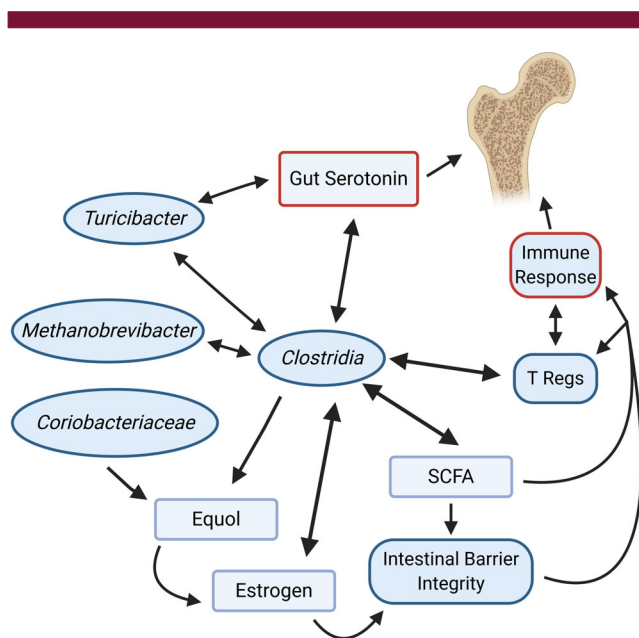 Gut Serotonin
Turicibacter
Immune
Response
Methanobrevibacter
Clostridia
T Regs
Coriobacteriaceae
SCFA
Equol
Intestinal Barrier
Integrity
Estrogen